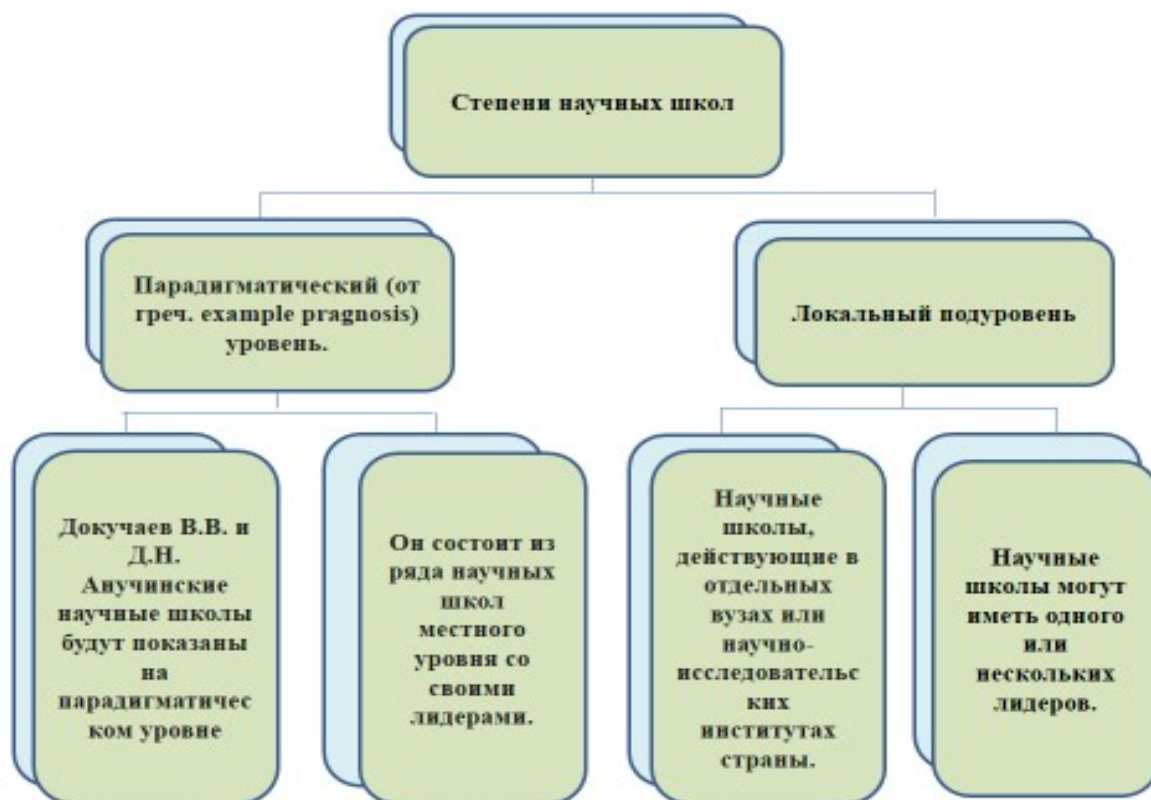 Степени научных школ
Парадигматический (от
греч. example pragnosis)
уровень.
Локальный подуровень
Докучаев В.В. и
Д.Н.
Анучинские
научные школы
будут показаны
на
парадигматичес
ком уровне
Он состоит из
ряда научных
школ
местного
уровня со
своими
лидерами.
Научные
школы,
действующие в
отдельных
вузах или
научно-
исследовательс
ких
институтах
страны.
Научные
школы могут
иметь одного
или
нескольких
лидеров.